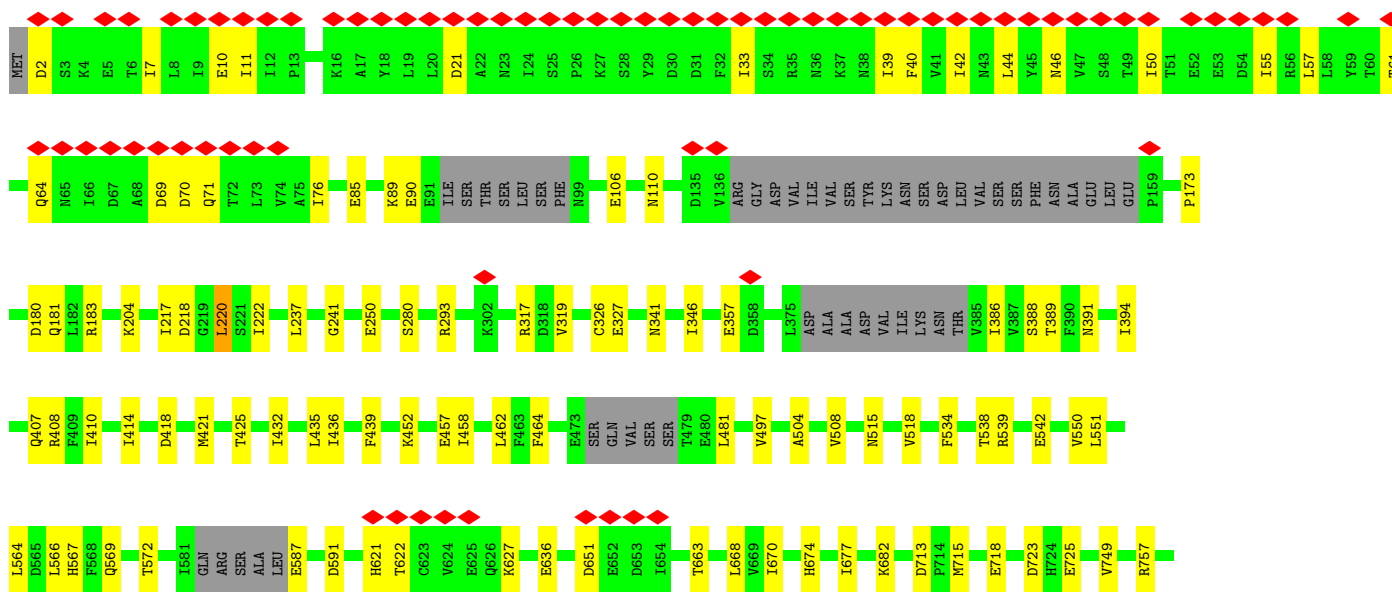 MET D2 S3 K4 E5 T6 I7 L8 I9 E10 I11 I12 P13 K16 A17 Y18 L19 L20 D21 A22 N23 I24 S25 P26 K27 S28 Y29 D30 D31 F32 I33 S34 R35 N36 K37 N38 I39 F40 V41 I42 N43 L44 Y45 N46 V47 S48 T49 I50 T51 E52 E53 D54 I55 R56 L57 L58 Y59 T60 T61
Q64 N65 I66 D67 A68 D69 D70 Q71 T72 L73 V74 A75 I76 E85 K89 E90 E91 ILE SER THR SER LEU SER PHE N99 E106 N110 D135 V136 ARG GLY ASP VAL ILE VAL SER TYR LYS ASN SER ASP LEU VAL SER SER PHE ASN ALA GLU LEU GLU P159 P173
D180 Q181 L182 R183 K204 I217 D218 G219 L220 S221 I222 L237 G241 E250 S280 R293 K302 R317 D318 V319 C326 E327 N341 I346 E357 D358 L375 ASP ALA ALA ASP VAL ILE LYS ASN THR V385 I386 V387 S388 T389 F390 N391 I394
Q407 R408 F409 I410 I414 D418 M421 T425 I432 L435 I436 F439 K452 E457 I458 L462 F463 F464 E473 SER GLN VAL SER SER T479 E480 L481 V497 A504 V508 N515 V518 F534 T538 R539 E542 V550 L551
L564 D565 L566 H567 F568 Q569 T572 I581 GLN ARG SER ALA LEU E587 D591 H621 T622 C623 V624 E625 Q626 K627 E636 D651 E652 D653 I654 T663 L668 V669 I670 H674 I677 K682 D713 P714 M715 E718 D723 H724 E725 V749 R757